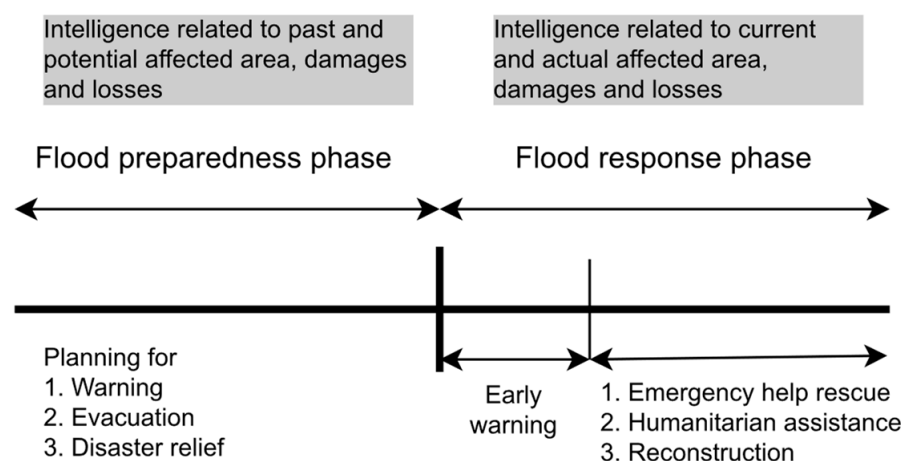 Intelligence related to past and
potential affected area, damages
and losses
Intelligence related to current
and actual affected area,
damages and losses
Flood preparedness phase
Flood response phase
Planning for
1. Warning
2. Evacuation
3. Disaster relief
Early
warning
1. Emergency help rescue
2. Humanitarian assistance
3. Reconstruction